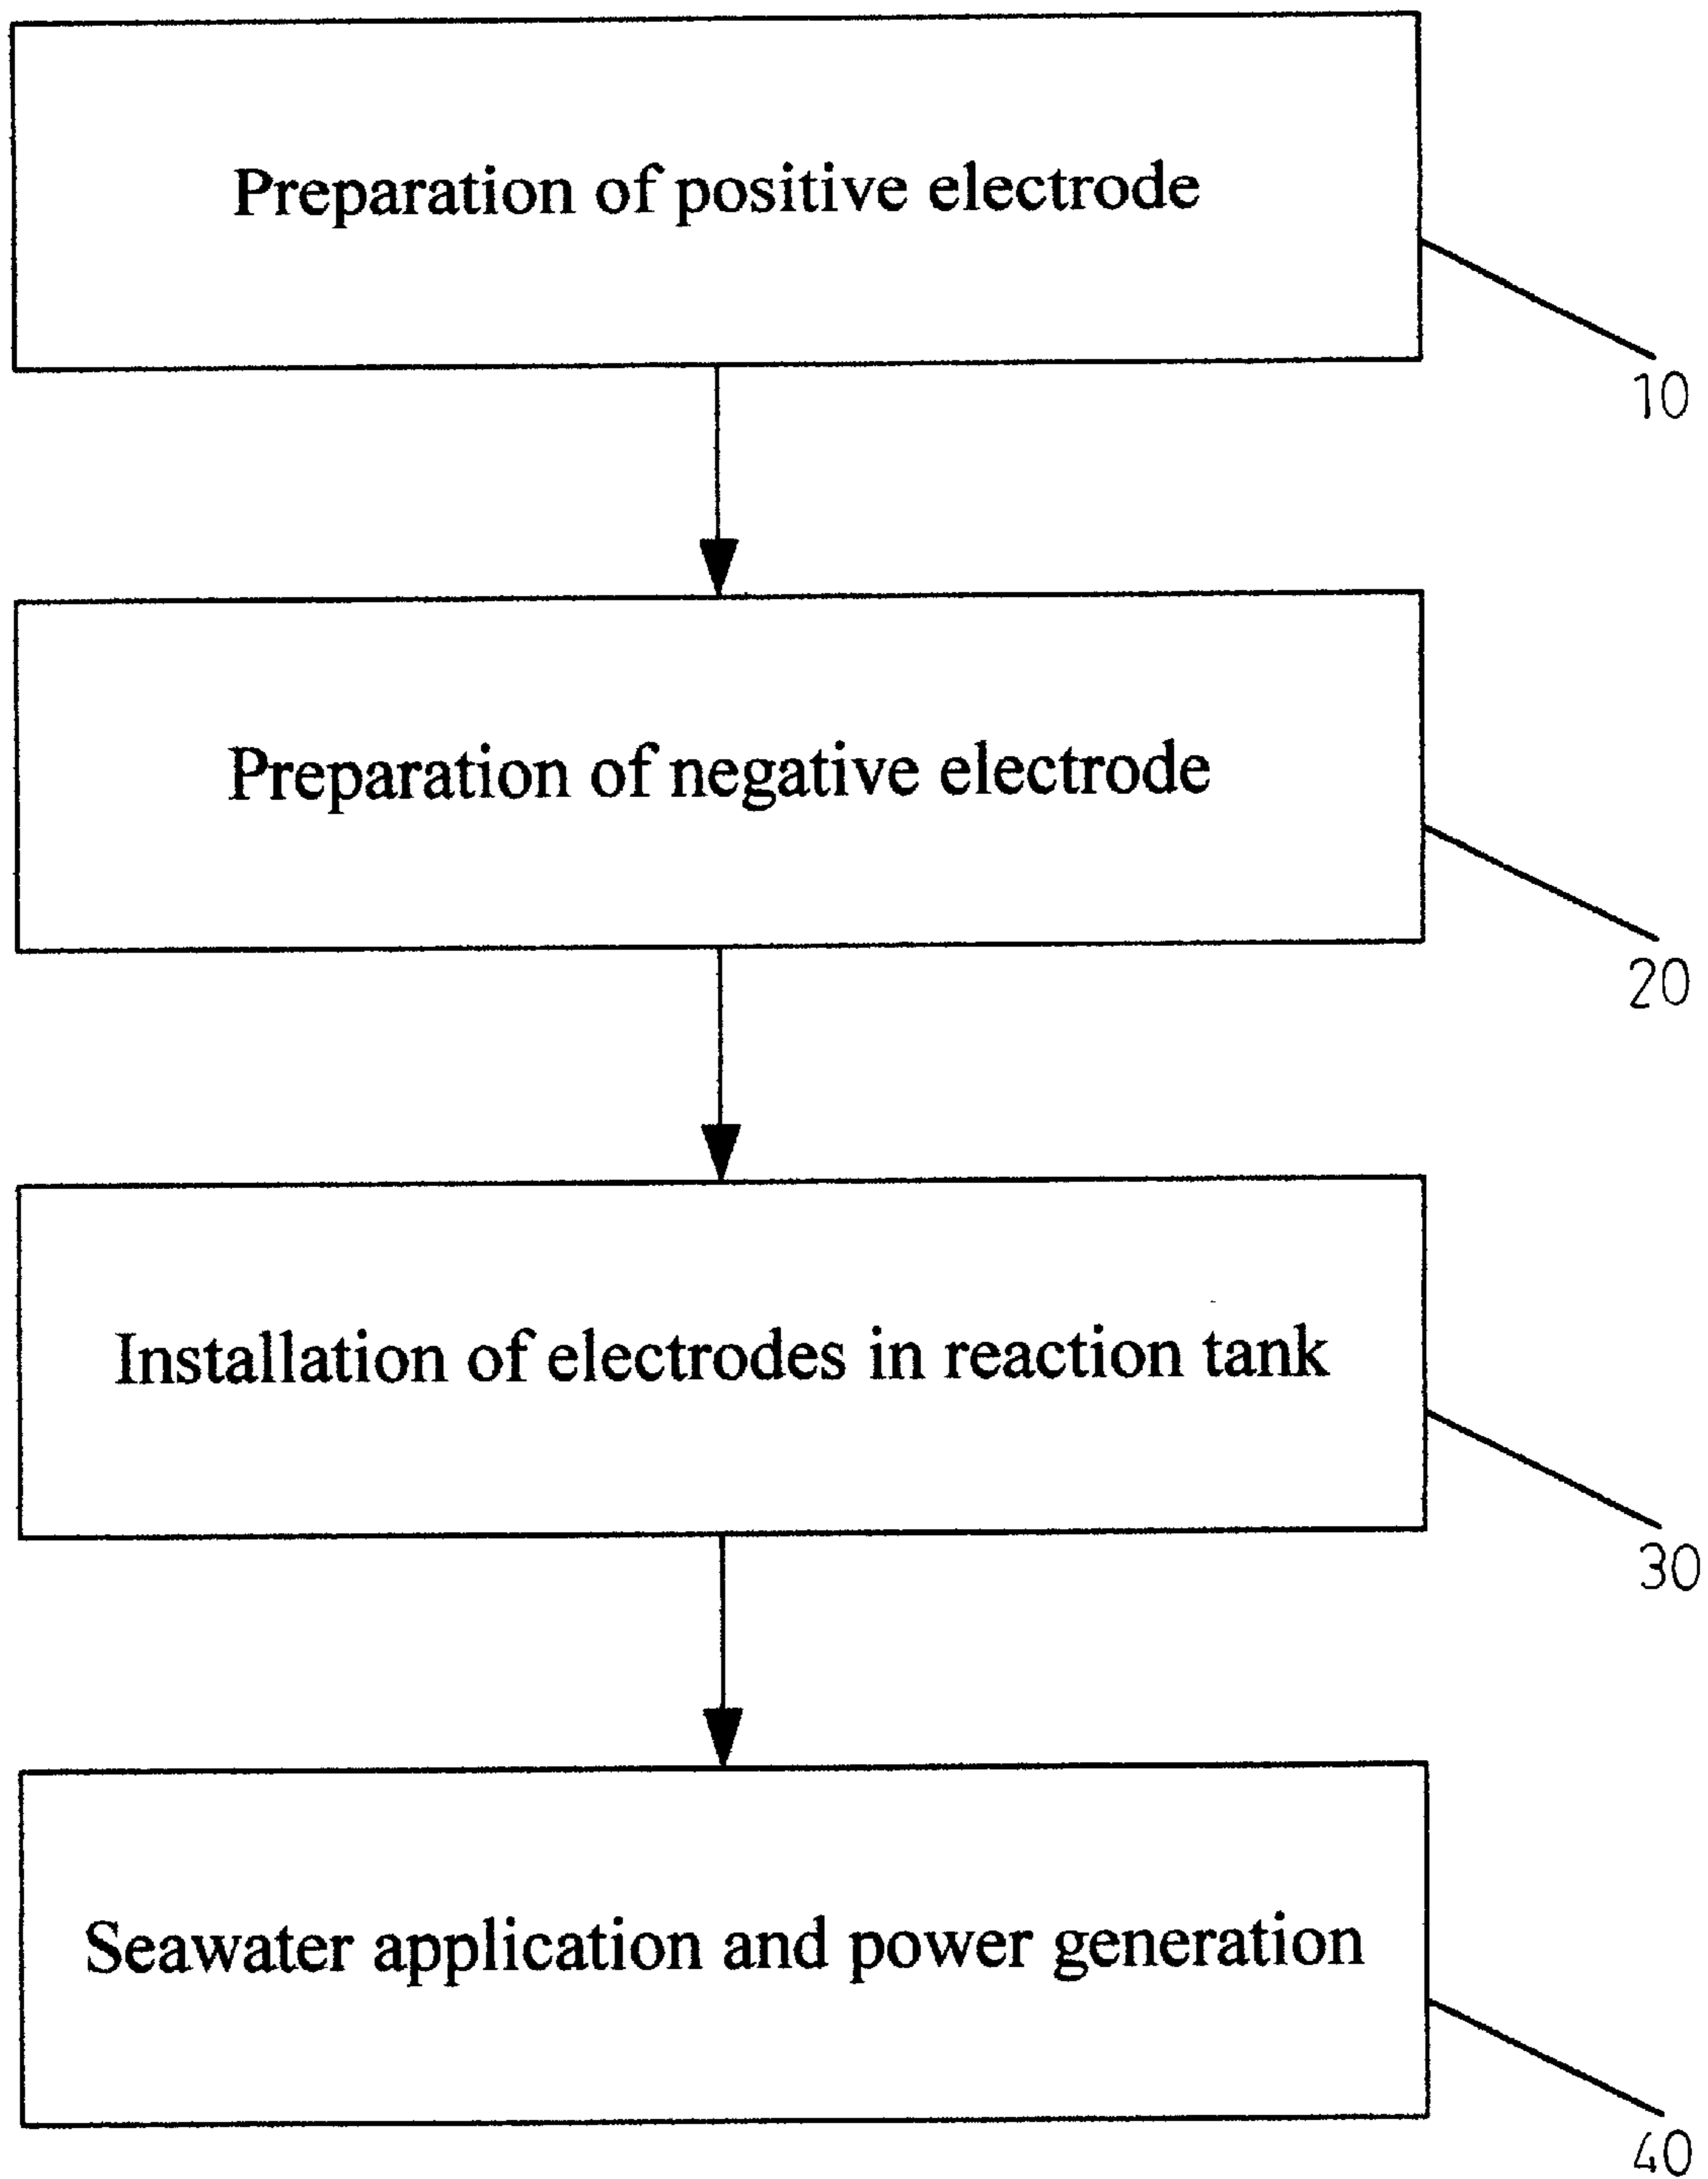 Preparation of positive electrode
10
Preparation of negative electrode
20
Installation of electrodes in reaction tank
30
Seawater application and power generation
40